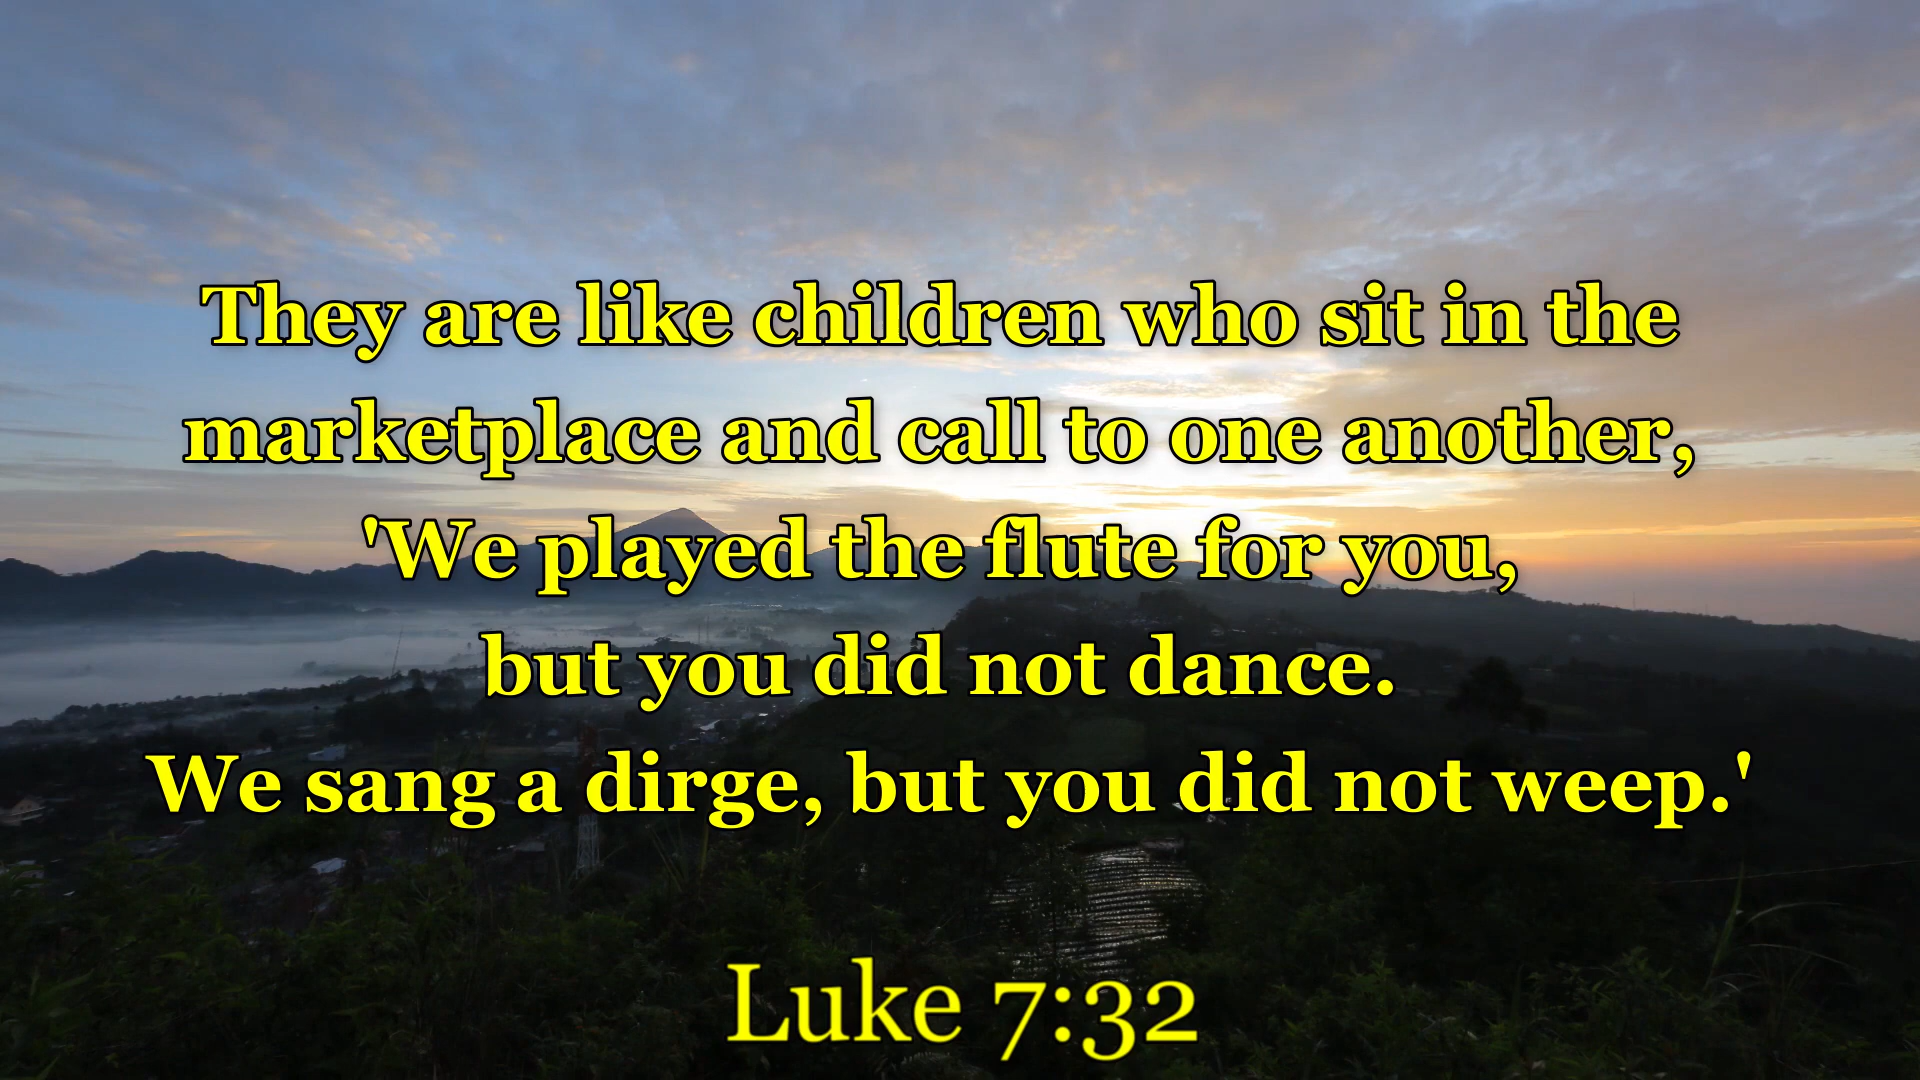 They are like children who sit in the
marketplace and call to one another,
'We played the flute for you,
but you did not dance.
We sang a dirge, but you did not weep.'
Luke 7:32